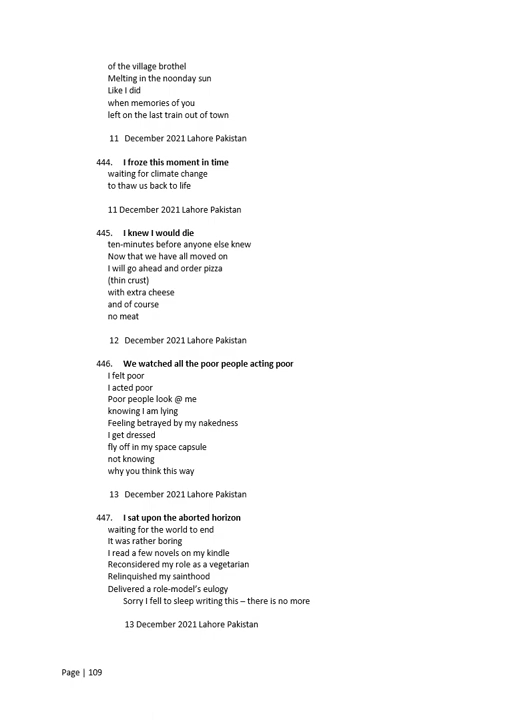 of the village brothel
Melting in the noonday sun
Like I did
when memories of you
left on the last train out of town
11 December 2021 Lahore Pakistan
444. I froze this moment in time
waiting for climate change
to thaw us back to life
11 December 2021 Lahore Pakistan
445. I knew I would die
ten-minutes before anyone else knew
Now that we have all moved on
I will go ahead and order pizza
(thin crust)
with extra cheese
and of course
no meat
12 December 2021 Lahore Pakistan
446. We watched all the poor people acting poor
I felt poor
I acted poor
Poor people look @ me
knowing I am lying
Feeling betrayed by my nakedness
I get dressed
fly off in my space capsule
not knowing
why you think this way
13 December 2021 Lahore Pakistan
447. I sat upon the aborted horizon
waiting for the world to end
It was rather boring
I read a few novels on my kindle
Reconsidered my role as a vegetarian
Relinquished my sainthood
Delivered a role-model’s eulogy
Sorry I fell to sleep writing this – there is no more
13 December 2021 Lahore Pakistan
Page | 109